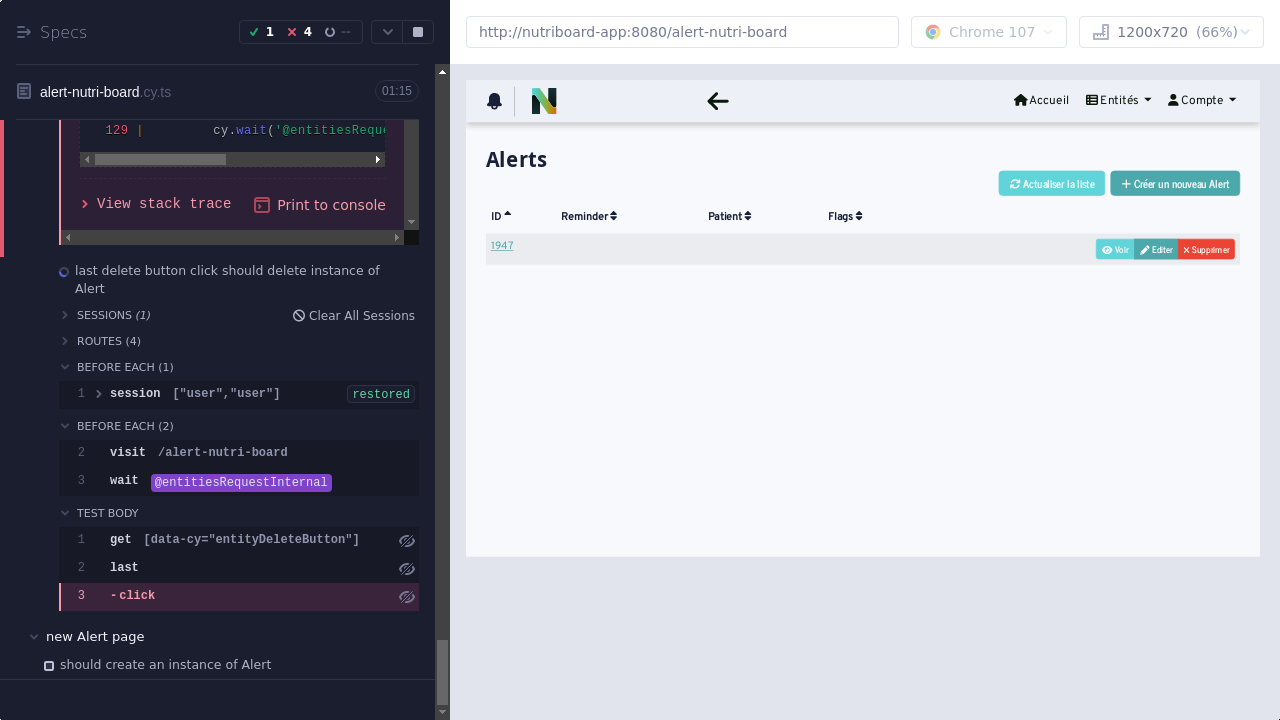 Specs
1
4
--
alert-nutri-board.cy.ts
01:15
129 | cy.wait('@entitiesReque
View stack trace
Print to console
last delete button click should delete instance of
Alert
SESSIONS (1)
Clear All Sessions
ROUTES (4)
BEFORE EACH (1)
1 session ["user","user"] restored
BEFORE EACH (2)
2 visit /alert-nutri-board
3 wait @entitiesRequestInternal
TEST BODY
1 get [data-cy="entityDeleteButton"]
2 last
3 -click
new Alert page
should create an instance of Alert
http://nutriboard-app:8080/alert-nutri-board
Chrome 107
1200x720 (66%)
N
Accueil
Entités
Compte
Alerts
Actualiser la liste
Créer un nouveau Alert
ID Reminder Patient Flags
1947
Voir
Editer
Supprimer